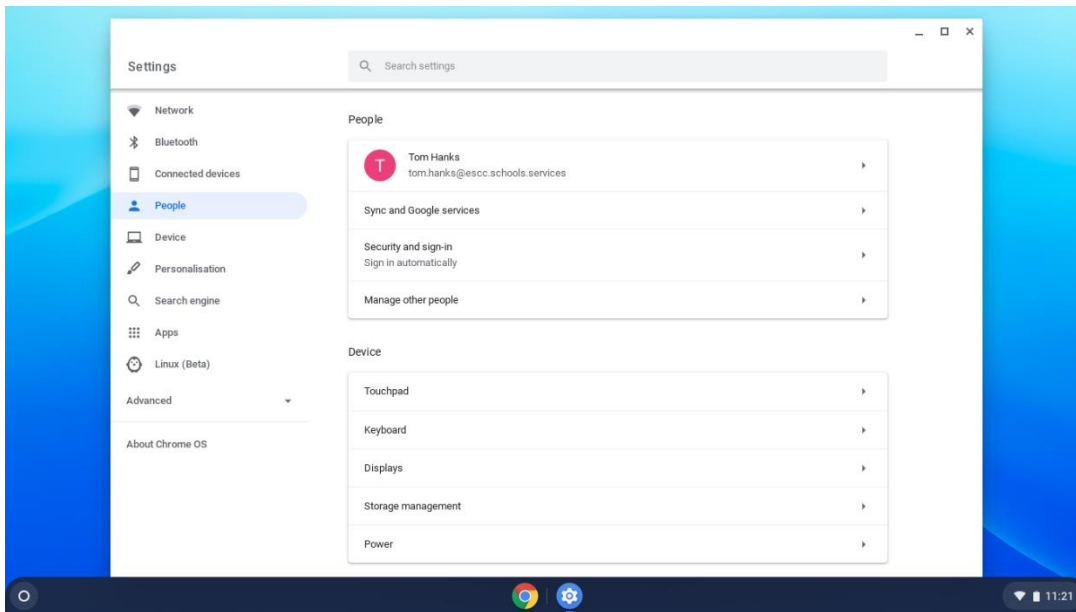 Settings
Search settings
Network
Bluetooth
Connected devices
People
Device
Personalisation
Search engine
Apps
Linux (Beta)
Advanced
About Chrome OS
People
T
Tom Hanks
tom.hanks@escc.schools.services
Sync and Google services
Security and sign-in
Sign in automatically
Manage other people
Device
Touchpad
Keyboard
Displays
Storage management
Power
11:21